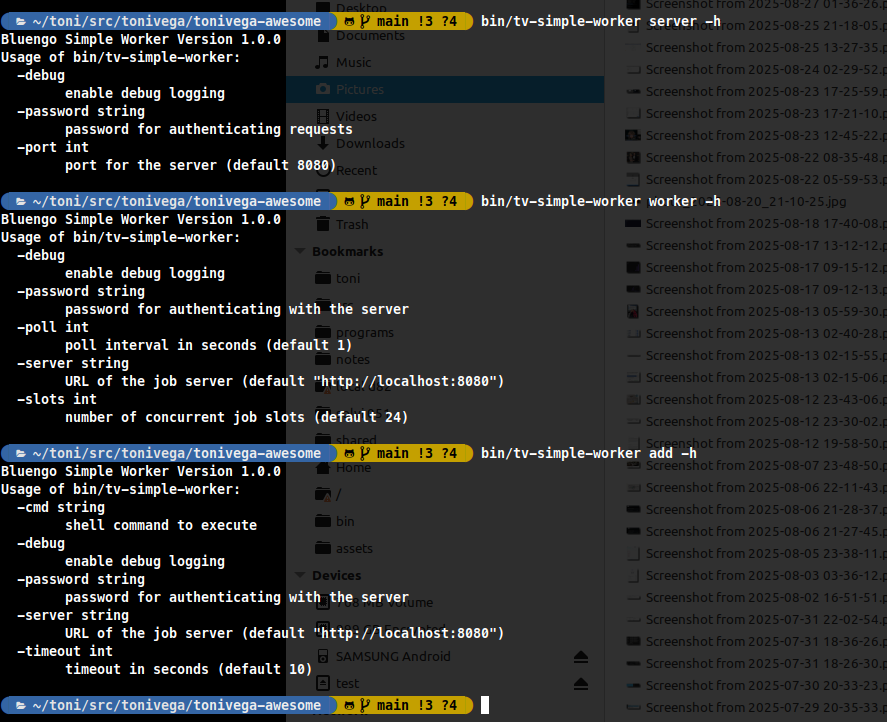 ~/toni/src/tonivega/tonivega-awesome main !3 ?4 bin/tv-simple-worker server -h
Bluengo Simple Worker Version 1.0.0
Usage of bin/tv-simple-worker:
-debug
enable debug logging
-password string
password for authenticating requests
-port int
port for the server (default 8080)
~/toni/src/tonivega/tonivega-awesome main !3 ?4 bin/tv-simple-worker worker -h
Bluengo Simple Worker Version 1.0.0
Usage of bin/tv-simple-worker:
-debug
enable debug logging
-password string
password for authenticating with the server
-poll int
poll interval in seconds (default 1)
-server string
URL of the job server (default "http://localhost:8080")
-slots int
number of concurrent job slots (default 24)
~/toni/src/tonivega/tonivega-awesome main !3 ?4 bin/tv-simple-worker add -h
Bluengo Simple Worker Version 1.0.0
Usage of bin/tv-simple-worker:
-cmd string
shell command to execute
-debug
enable debug logging
-password string
password for authenticating with the server
-server string
URL of the job server (default "http://localhost:8080")
-timeout int
timeout in seconds (default 10)
~/toni/src/tonivega/tonivega-awesome main !3 ?4
Desktop
Documents
Music
Pictures
Videos
Downloads
Recent
Trash
Bookmarks
toni
programs
notes
shared
Home
/
bin
assets
Devices
Volume
SAMSUNG Android
test
Screenshot from 2025-08-27 01-36-26.p
Screenshot from 2025-08-25 21-18-05.p
Screenshot from 2025-08-25 13-27-35.p
Screenshot from 2025-08-24 02-29-52.p
Screenshot from 2025-08-23 17-25-59.p
Screenshot from 2025-08-23 17-21-10.p
Screenshot from 2025-08-23 12-45-22.p
Screenshot from 2025-08-22 08-35-48.p
Screenshot from 2025-08-22 05-59-53.p
08-20_21-10-25.jpg
Screenshot from 2025-08-18 17-40-08.p
Screenshot from 2025-08-17 13-12-12.p
Screenshot from 2025-08-17 09-15-12.p
Screenshot from 2025-08-17 09-12-13.p
Screenshot from 2025-08-13 05-59-30.p
Screenshot from 2025-08-13 02-40-28.p
Screenshot from 2025-08-13 02-15-55.p
Screenshot from 2025-08-13 02-15-06.p
Screenshot from 2025-08-12 23-43-06.p
Screenshot from 2025-08-12 23-30-02.p
Screenshot from 2025-08-12 19-58-50.p
Screenshot from 2025-08-07 23-48-50.p
Screenshot from 2025-08-06 22-11-43.p
Screenshot from 2025-08-06 21-28-37.p
Screenshot from 2025-08-06 21-27-45.p
Screenshot from 2025-08-05 23-38-11.p
Screenshot from 2025-08-03 03-36-12.p
Screenshot from 2025-08-02 16-51-51.p
Screenshot from 2025-07-31 22-02-54.p
Screenshot from 2025-07-31 18-36-26.p
Screenshot from 2025-07-31 18-26-30.p
Screenshot from 2025-07-30 20-33-23.p
Screenshot from 2025-07-29 20-35-33.p